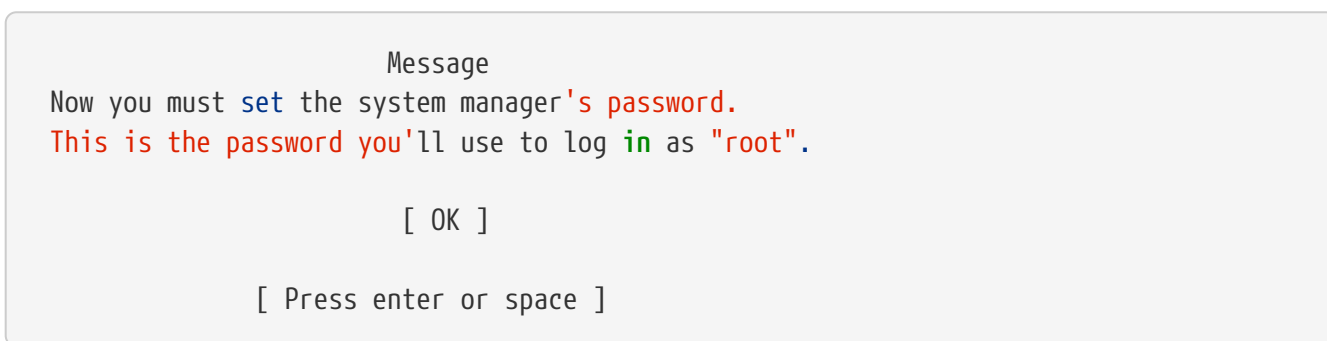 Message
Now you must set the system manager's password.
This is the password you'll use to log in as "root".
[ OK ]
[ Press enter or space ]